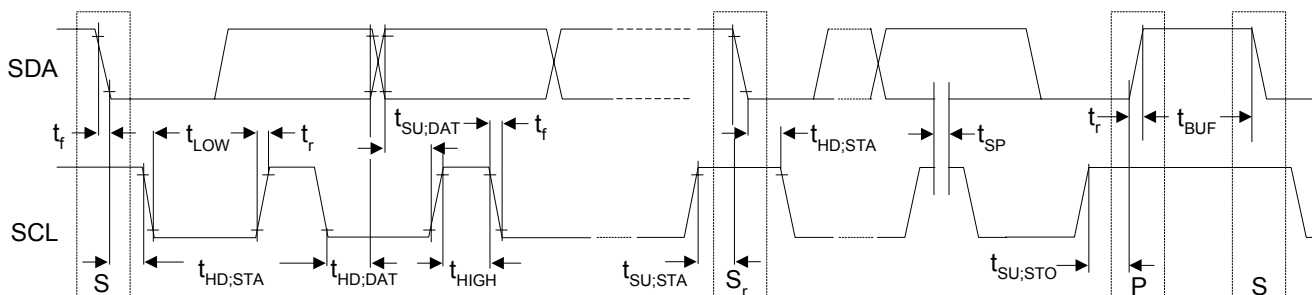 SDA
t_f
t_LOW
t_r
t_SU;DAT
t_f
t_HD;STA
t_SP
t_r
t_BUF
SCL
S
t_HD;STA
t_HD;DAT
t_HIGH
t_SU;STA
S_r
t_SU;STO
P
S